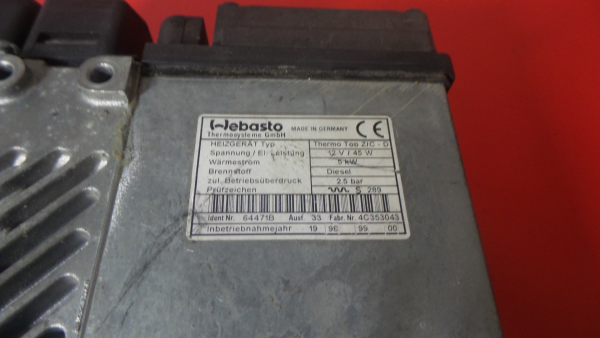 Webasto MADE IN GERMANY CE
Thermosysteme GmbH
HEIZGERÄT Typ Thermo Top Z/C - D
Spannung / El. Leistung 12 V / 45 W
Wärmestrom 5 kW
Brennstoff Diesel
zul. Betriebsüberdruck 2.5 bar
Prüfzeichen S 289
Ident Nr. 64471B Ausf. 33 Fabr. Nr. 4C353043
Inbetriebnahmejahr 19 98 99 00